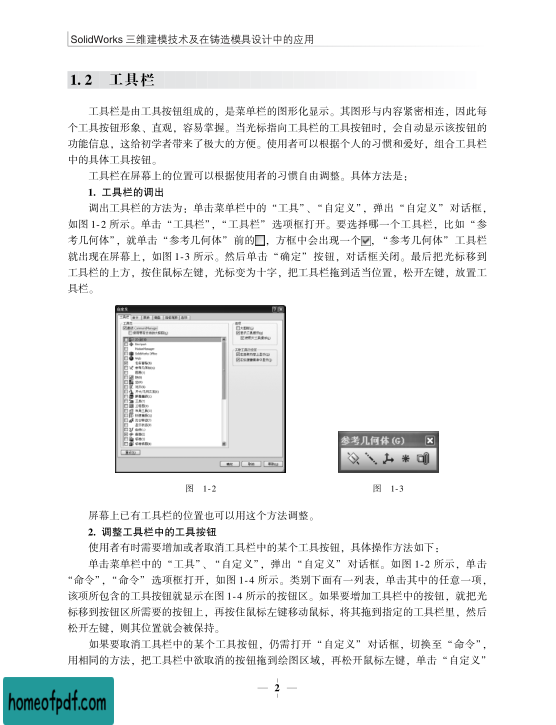 SolidWorks 三维建模技术及在铸造模具设计中的应用
1. 2 工具栏
工具栏是由工具按钮组成的，是菜单栏的图形化显示。其图形与内容紧密相连，因此每
个工具按钮形象、直观，容易掌握。当光标指向工具栏的工具按钮时，会自动显示该按钮的
功能信息，这给初学者带来了极大的方便。使用者可以根据个人的习惯和爱好，组合工具栏
中的具体工具按钮。
工具栏在屏幕上的位置可以根据使用者的习惯自由调整。具体方法是：
1. 工具栏的调出
调出工具栏的方法为：单击菜单栏中的“工具”、“自定义”，弹出“自定义” 对话框，
如图 1-2 所示。单击“工具栏”，“工具栏” 选项框打开。要选择哪一个工具栏，比如“参
考几何体”，就单击“参考几何体” 前的，方框中会出现一个，“参考几何体” 工具栏
就出现在屏幕上，如图 1-3 所示。然后单击“确定” 按钮，对话框关闭。最后把光标移到
工具栏的上方，按住鼠标左键，光标变为十字，把工具栏拖到适当位置，松开左键，放置工
具栏。
参考几何体(G)
图 1-2
图 1-3
屏幕上已有工具栏的位置也可以用这个方法调整。
2. 调整工具栏中的工具按钮
使用者有时需要增加或者取消工具栏中的某个工具按钮，具体操作方法如下：
单击菜单栏中的“工具”、“自定义”，弹出“自定义” 对话框。如图 1-2 所示，单击
“命令”，“命令” 选项框打开，如图 1-4 所示。类别下面有一列表，单击其中的任意一项，
该项所包含的工具按钮就显示在图 1-4 所示的按钮区。如果要增加工具栏中的按钮，就把光
标移到按钮区所需要的按钮上，再按住鼠标左键移动鼠标，将其拖到指定的工具栏里，然后
松开左键，则其位置就会被保持。
如果要取消工具栏中的某个工具按钮，仍需打开“自定义” 对话框，切换至“命令”，
用相同的方法，把工具栏中欲取消的按钮拖到绘图区域，再松开鼠标左键，单击“自定义”
— 2 —
homeofpdf.com